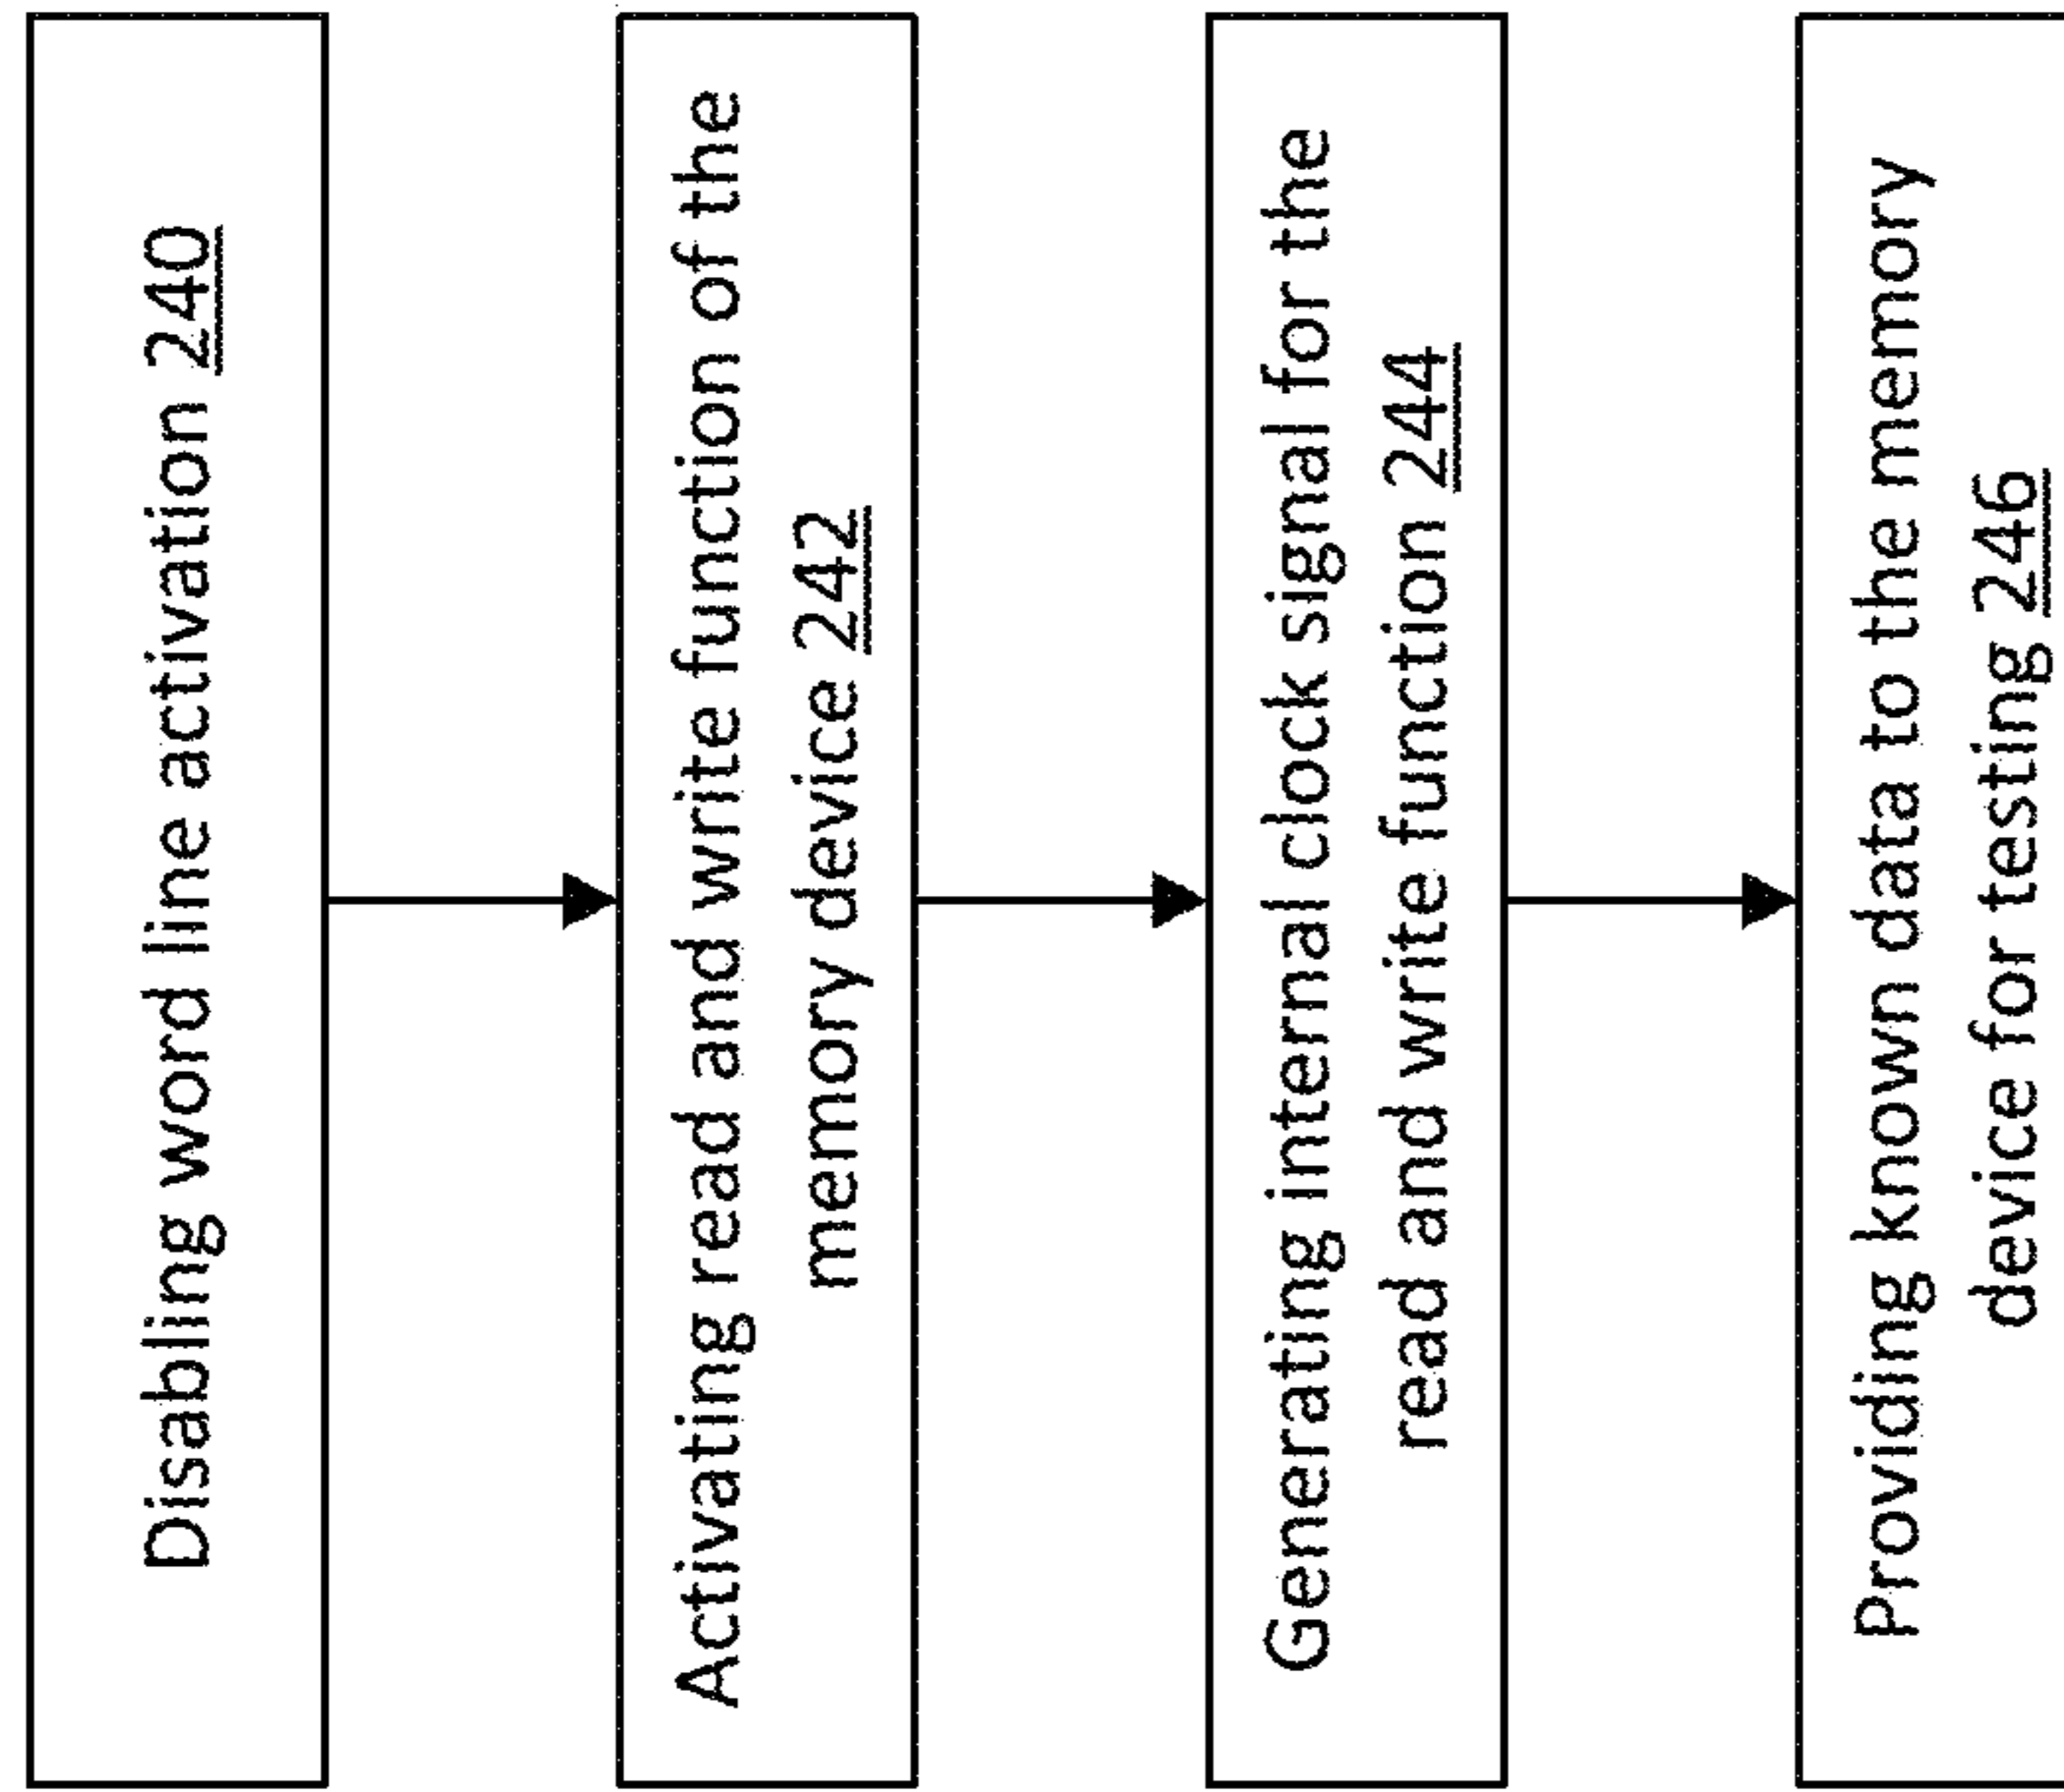 Disabling word line activation 240
Activating read and write function of the
memory device 242
Generating internal clock signal for the
read and write function 244
Providing known data to the memory
device for testing 246